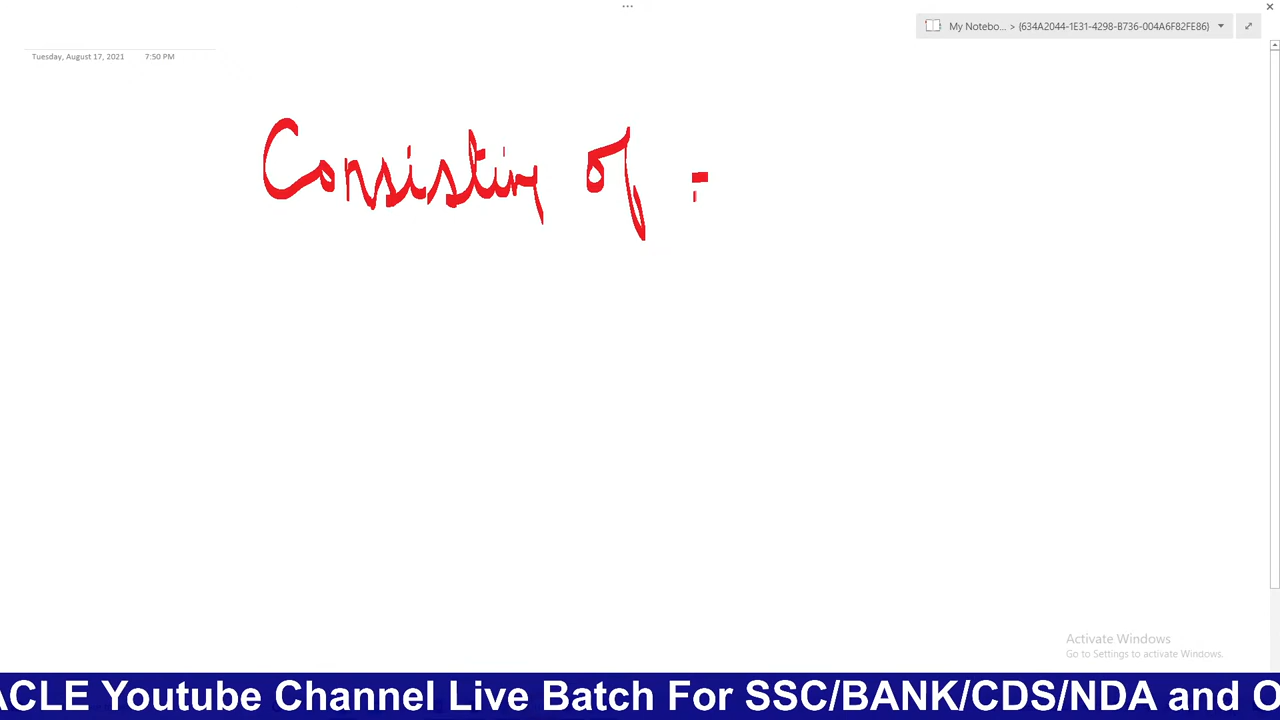 My Notebo... > {634A2044-1E31-4298-B736-004A6F82FE86}
Tuesday, August 17, 2021 7:50 PM
Consisting of =
Activate Windows
Go to Settings to activate Windows.
ACLE Youtube Channel Live Batch For SSC/BANK/CDS/NDA and O